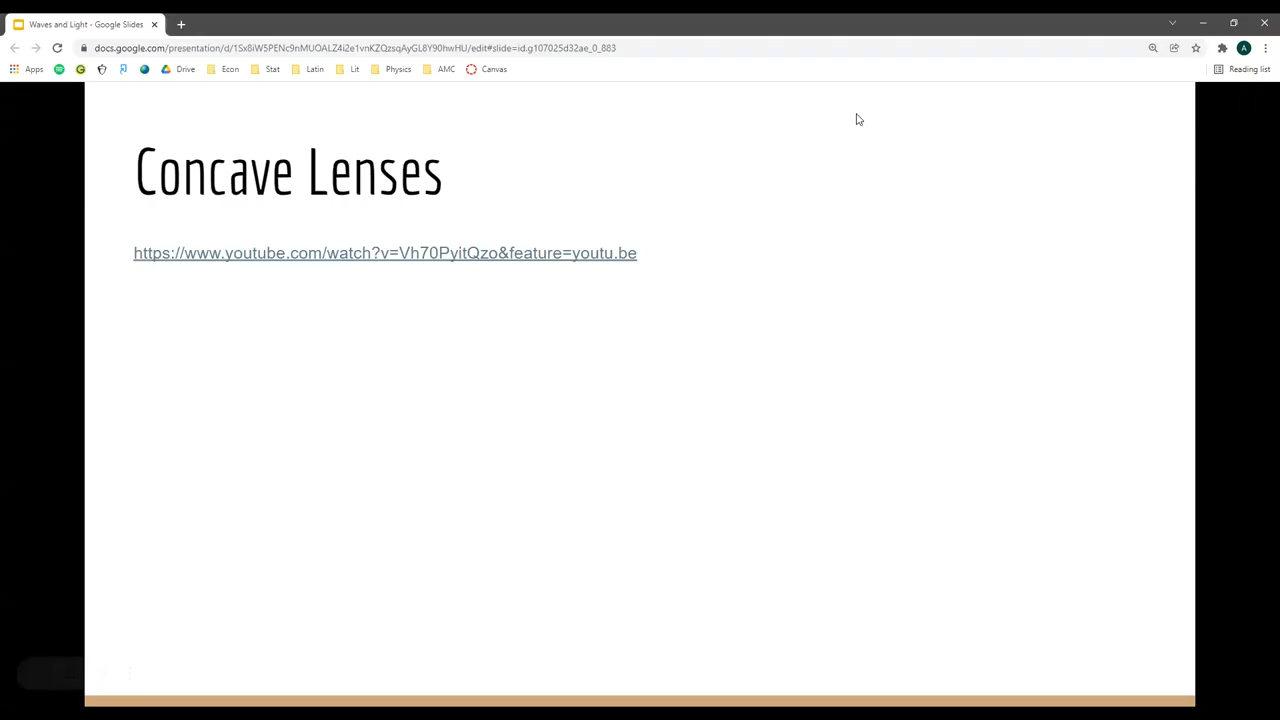 Waves and Light - Google Slides
docs.google.com/presentation/d/1Sx8iW5PENc9nMUOALZ4i2e1vnKZQzsqAyGL8Y90hwHU/edit#slide=id.g107025d32ae_0_883
A
Apps Drive Econ Stat Latin Lit Physics AMC Canvas Reading list
Concave Lenses
https://www.youtube.com/watch?v=Vh70PyitQzo&feature=youtu.be